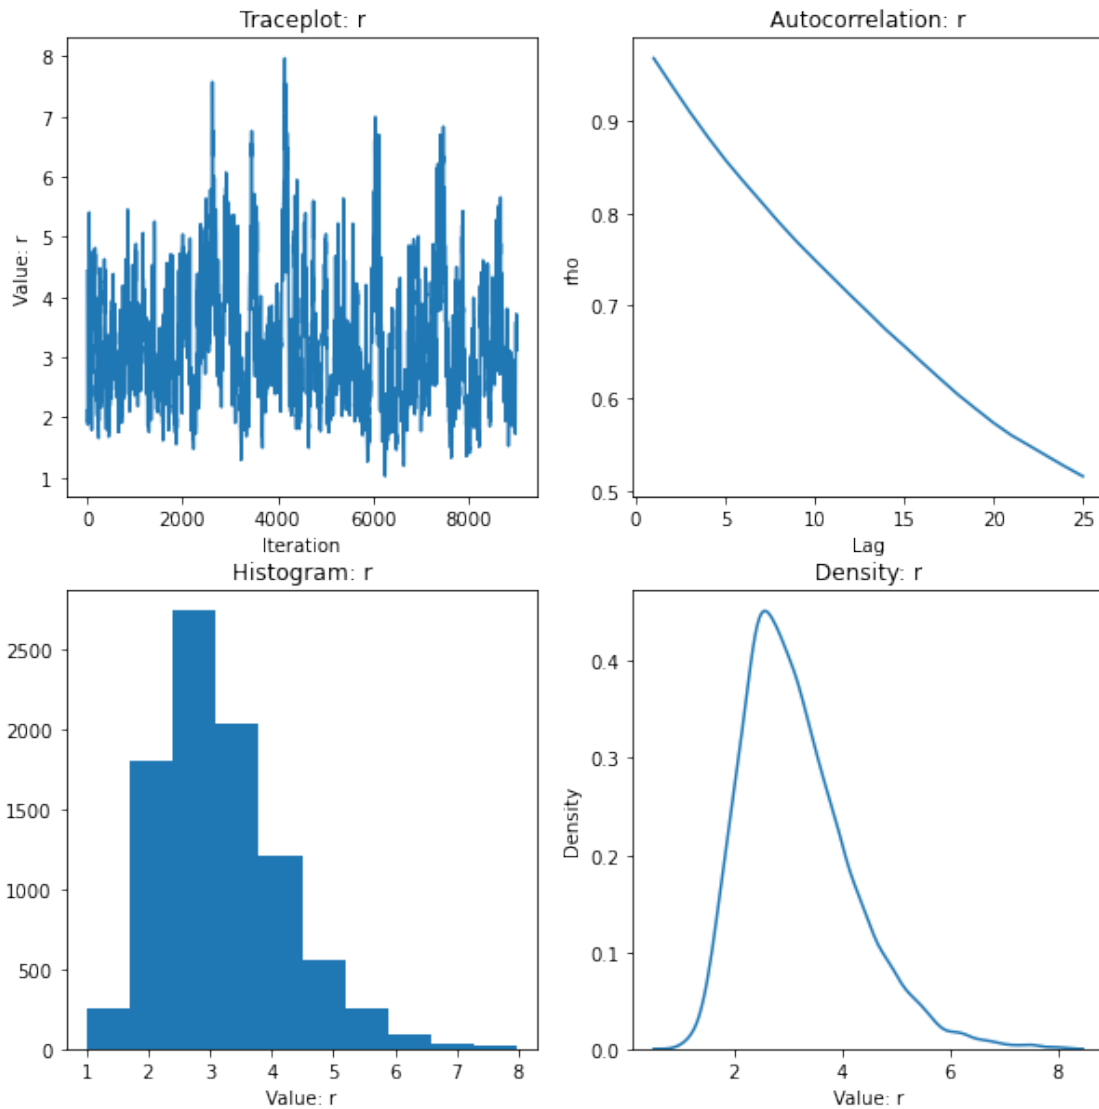 Traceplot: r
8
7
6
5
4
3
2
1
Value: r
0 2000 4000 6000 8000
Iteration
Autocorrelation: r
0.9
0.8
0.7
0.6
0.5
rho
0 5 10 15 20 25
Lag
Histogram: r
2500
2000
1500
1000
500
0
1 2 3 4 5 6 7 8
Value: r
Density: r
0.4
0.3
0.2
0.1
0.0
Density
2 4 6 8
Value: r